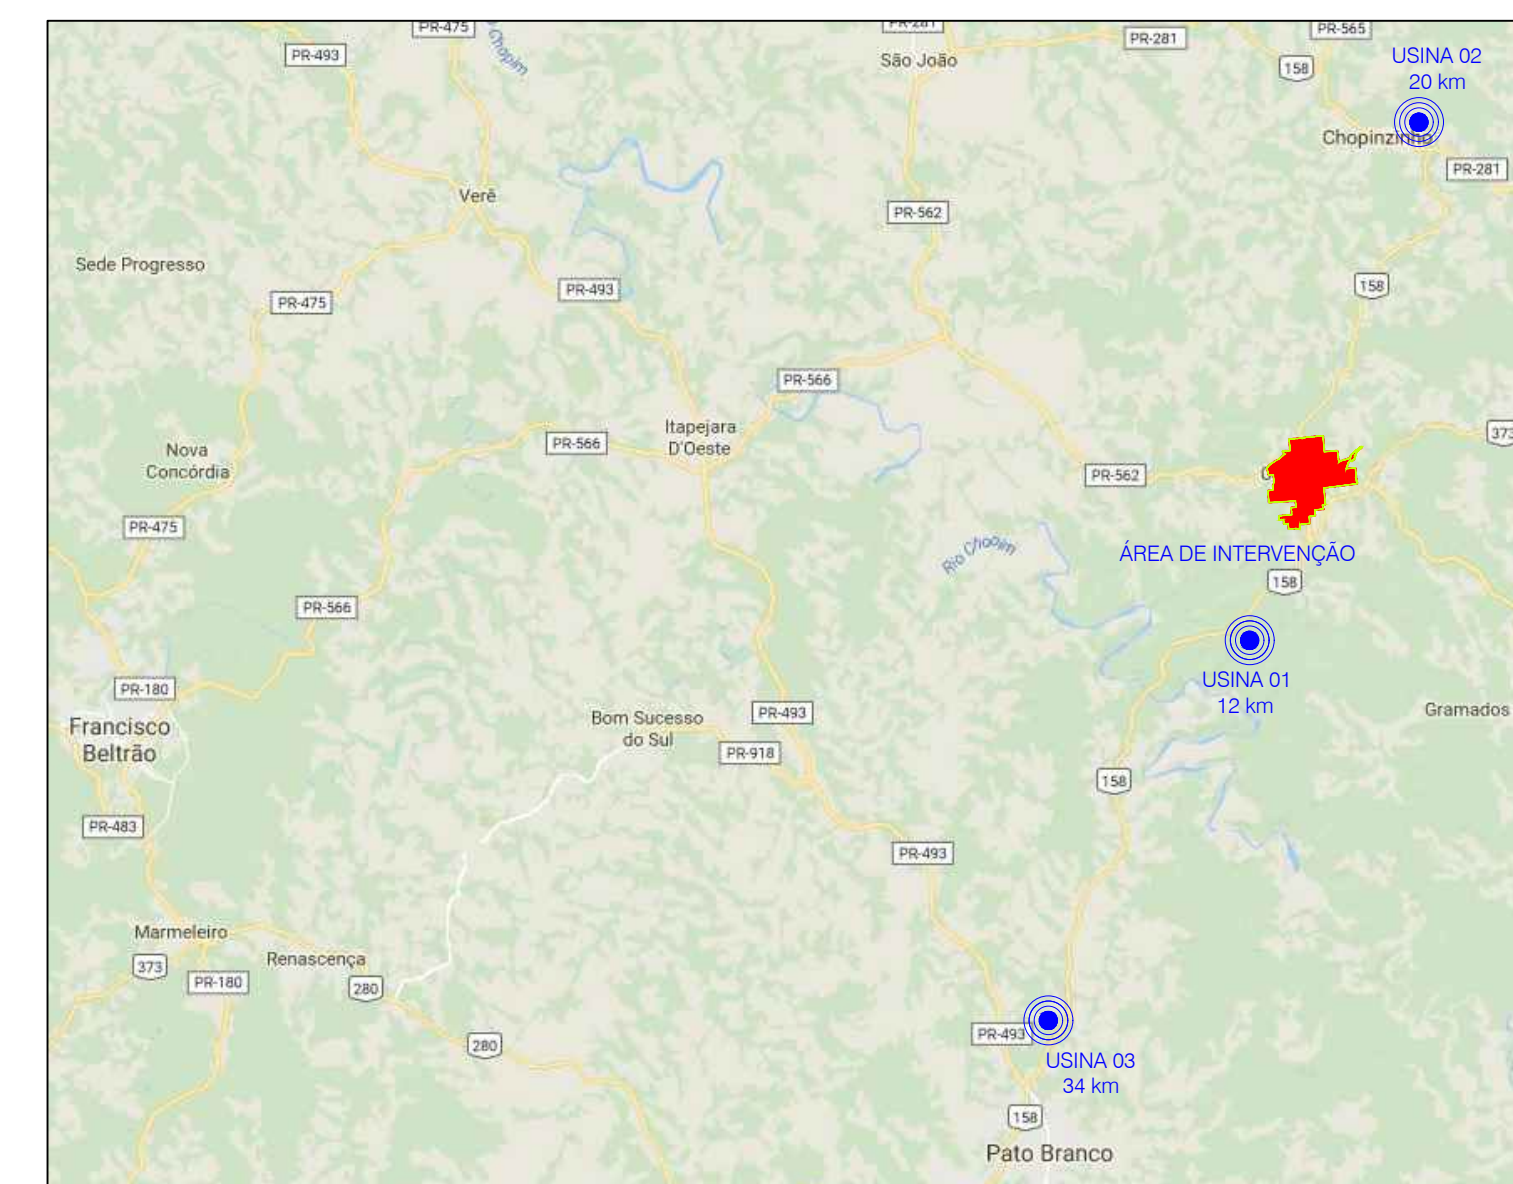 PR-475
PR-281
PR-565
PR-493
Chopim
São João
PR-281
158
USINA 02
20 km
Chopinzinho
PR-281
Verê
PR-562
Sede Progresso
PR-475
PR-493
158
PR-566
Itapejara
D'Oeste
PR-566
373
Nova
Concórdia
PR-562
PR-475
Rio Chopim
ÁREA DE INTERVENÇÃO
158
PR-566
USINA 01
12 km
PR-180
Francisco
Beltrão
Bom Sucesso
do Sul
PR-493
PR-918
Gramados
158
PR-483
PR-493
Marmeleiro
373
Renascença
PR-180
280
280
PR-493
USINA 03
34 km
158
Pato Branco